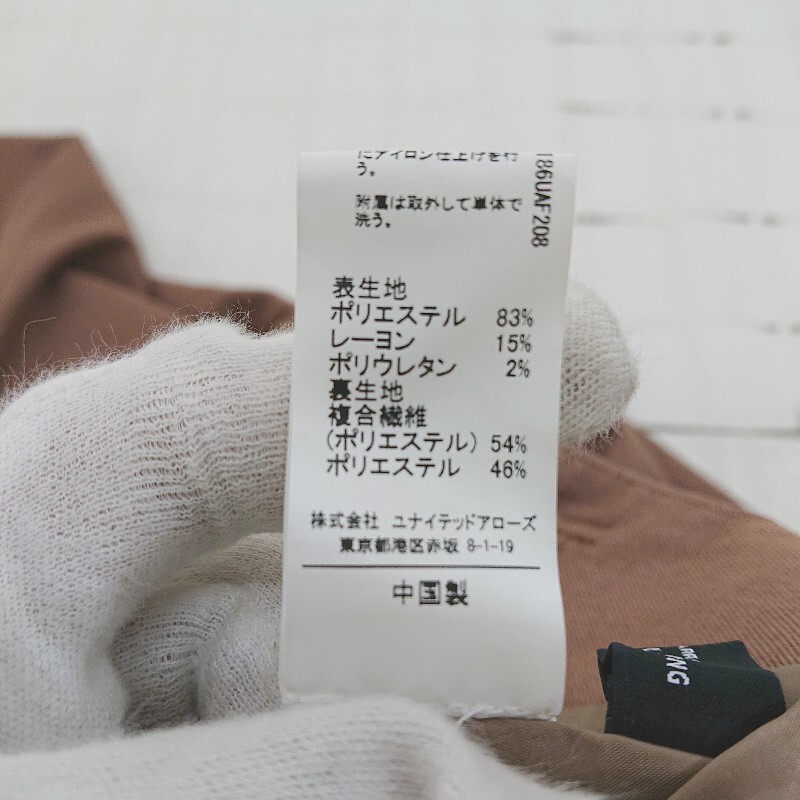 にアイロン仕上げを行
う。
附属は取外して単体で
洗う。
186UAF208
表生地
ポリエステル 83%
レーヨン 15%
ポリウレタン 2%
裏生地
複合繊維
(ポリエステル) 54%
ポリエステル 46%
株式会社 ユナイテッドアローズ
東京都港区赤坂 8-1-19
中国製